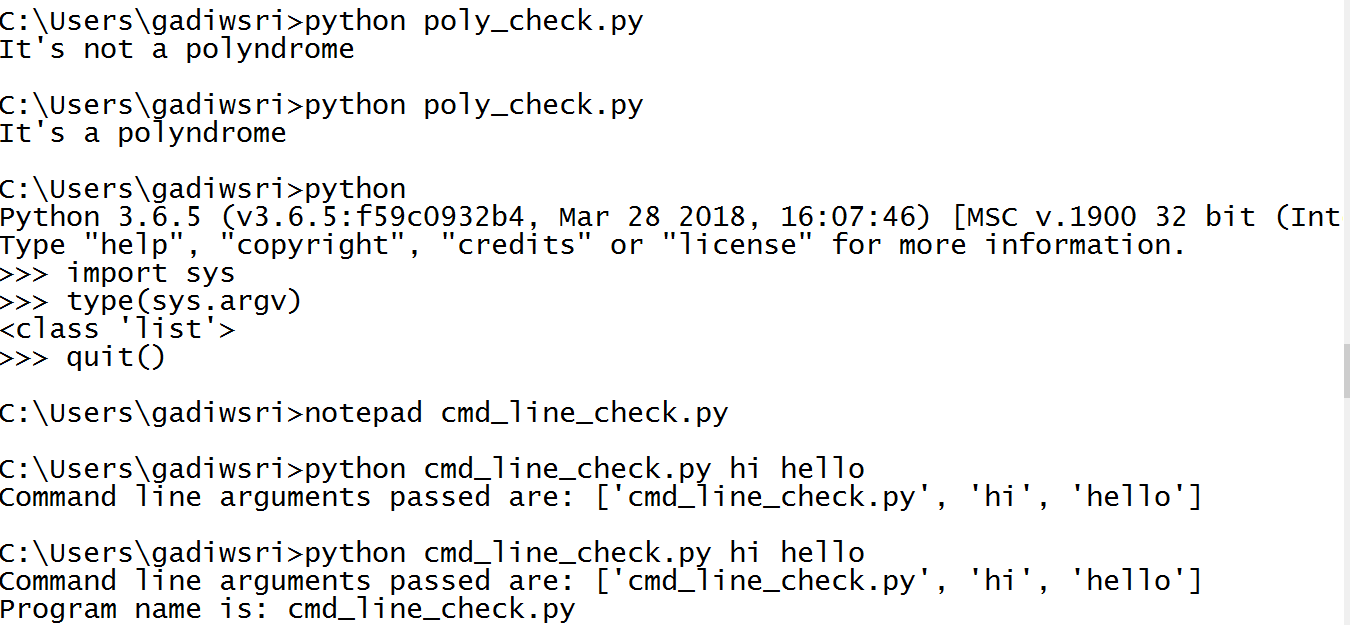 C:\Users\gadiwsri>python poly_check.py
It's not a polyndrome
C:\Users\gadiwsri>python poly_check.py
It's a polyndrome
C:\Users\gadiwsri>python
Python 3.6.5 (v3.6.5:f59c0932b4, Mar 28 2018, 16:07:46) [MSC v.1900 32 bit (Int
Type "help", "copyright", "credits" or "license" for more information.
>>> import sys
>>> type(sys.argv)
<class 'list'>
>>> quit()
C:\Users\gadiwsri>notepad cmd_line_check.py
C:\Users\gadiwsri>python cmd_line_check.py hi hello
Command line arguments passed are: ['cmd_line_check.py', 'hi', 'hello']
C:\Users\gadiwsri>python cmd_line_check.py hi hello
Command line arguments passed are: ['cmd_line_check.py', 'hi', 'hello']
Program name is: cmd_line_check.py